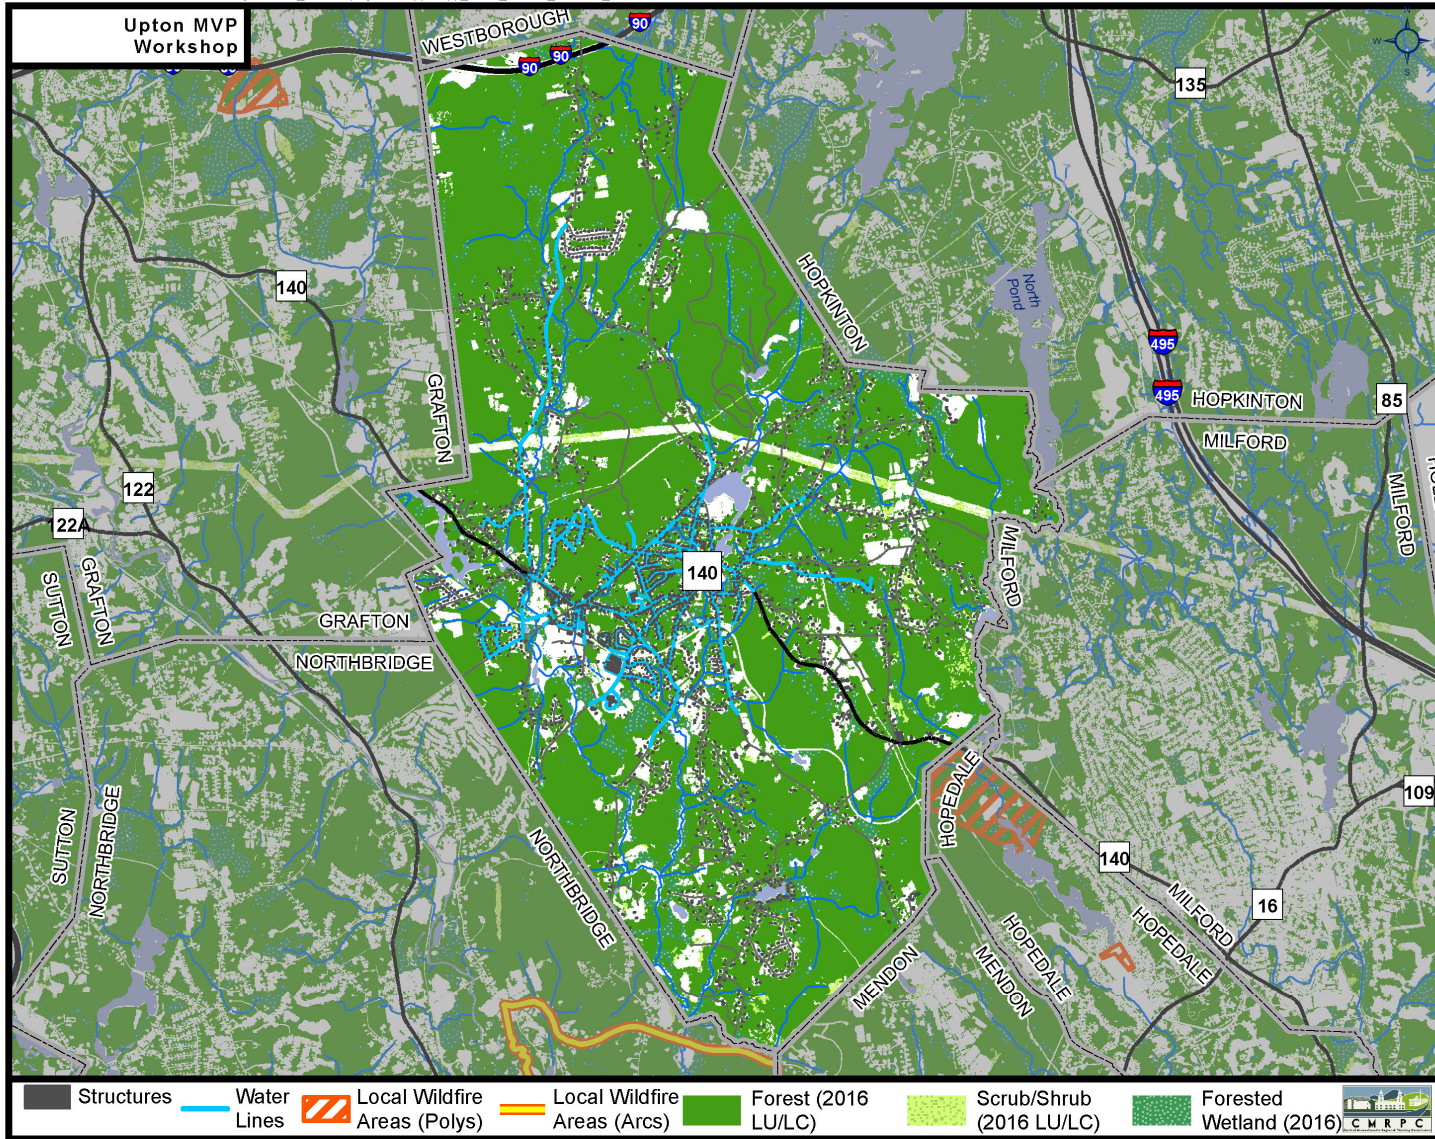 Upton MVP
Workshop
WESTBOROUGH
90
90
90
N
W
S
135
140
HOPKINTON
North
Pond
495
495
GRAFTON
HOPKINTON
85
MILFORD
122
122A
MILFORD
MILFORD
GRAFTON
SUTTON
140
GRAFTON
NORTHBRIDGE
HOPEDALE
109
SUTTON
NORTHBRIDGE
NORTHBRIDGE
140
16
MILFORD
HOPEDALE
HOPEDALE
MENDON
MENDON
Structures
Water
Lines
Local Wildfire
Areas (Polys)
Local Wildfire
Areas (Arcs)
Forest (2016
LU/LC)
Scrub/Shrub
(2016 LU/LC)
Forested
Wetland (2016)
CMRPC